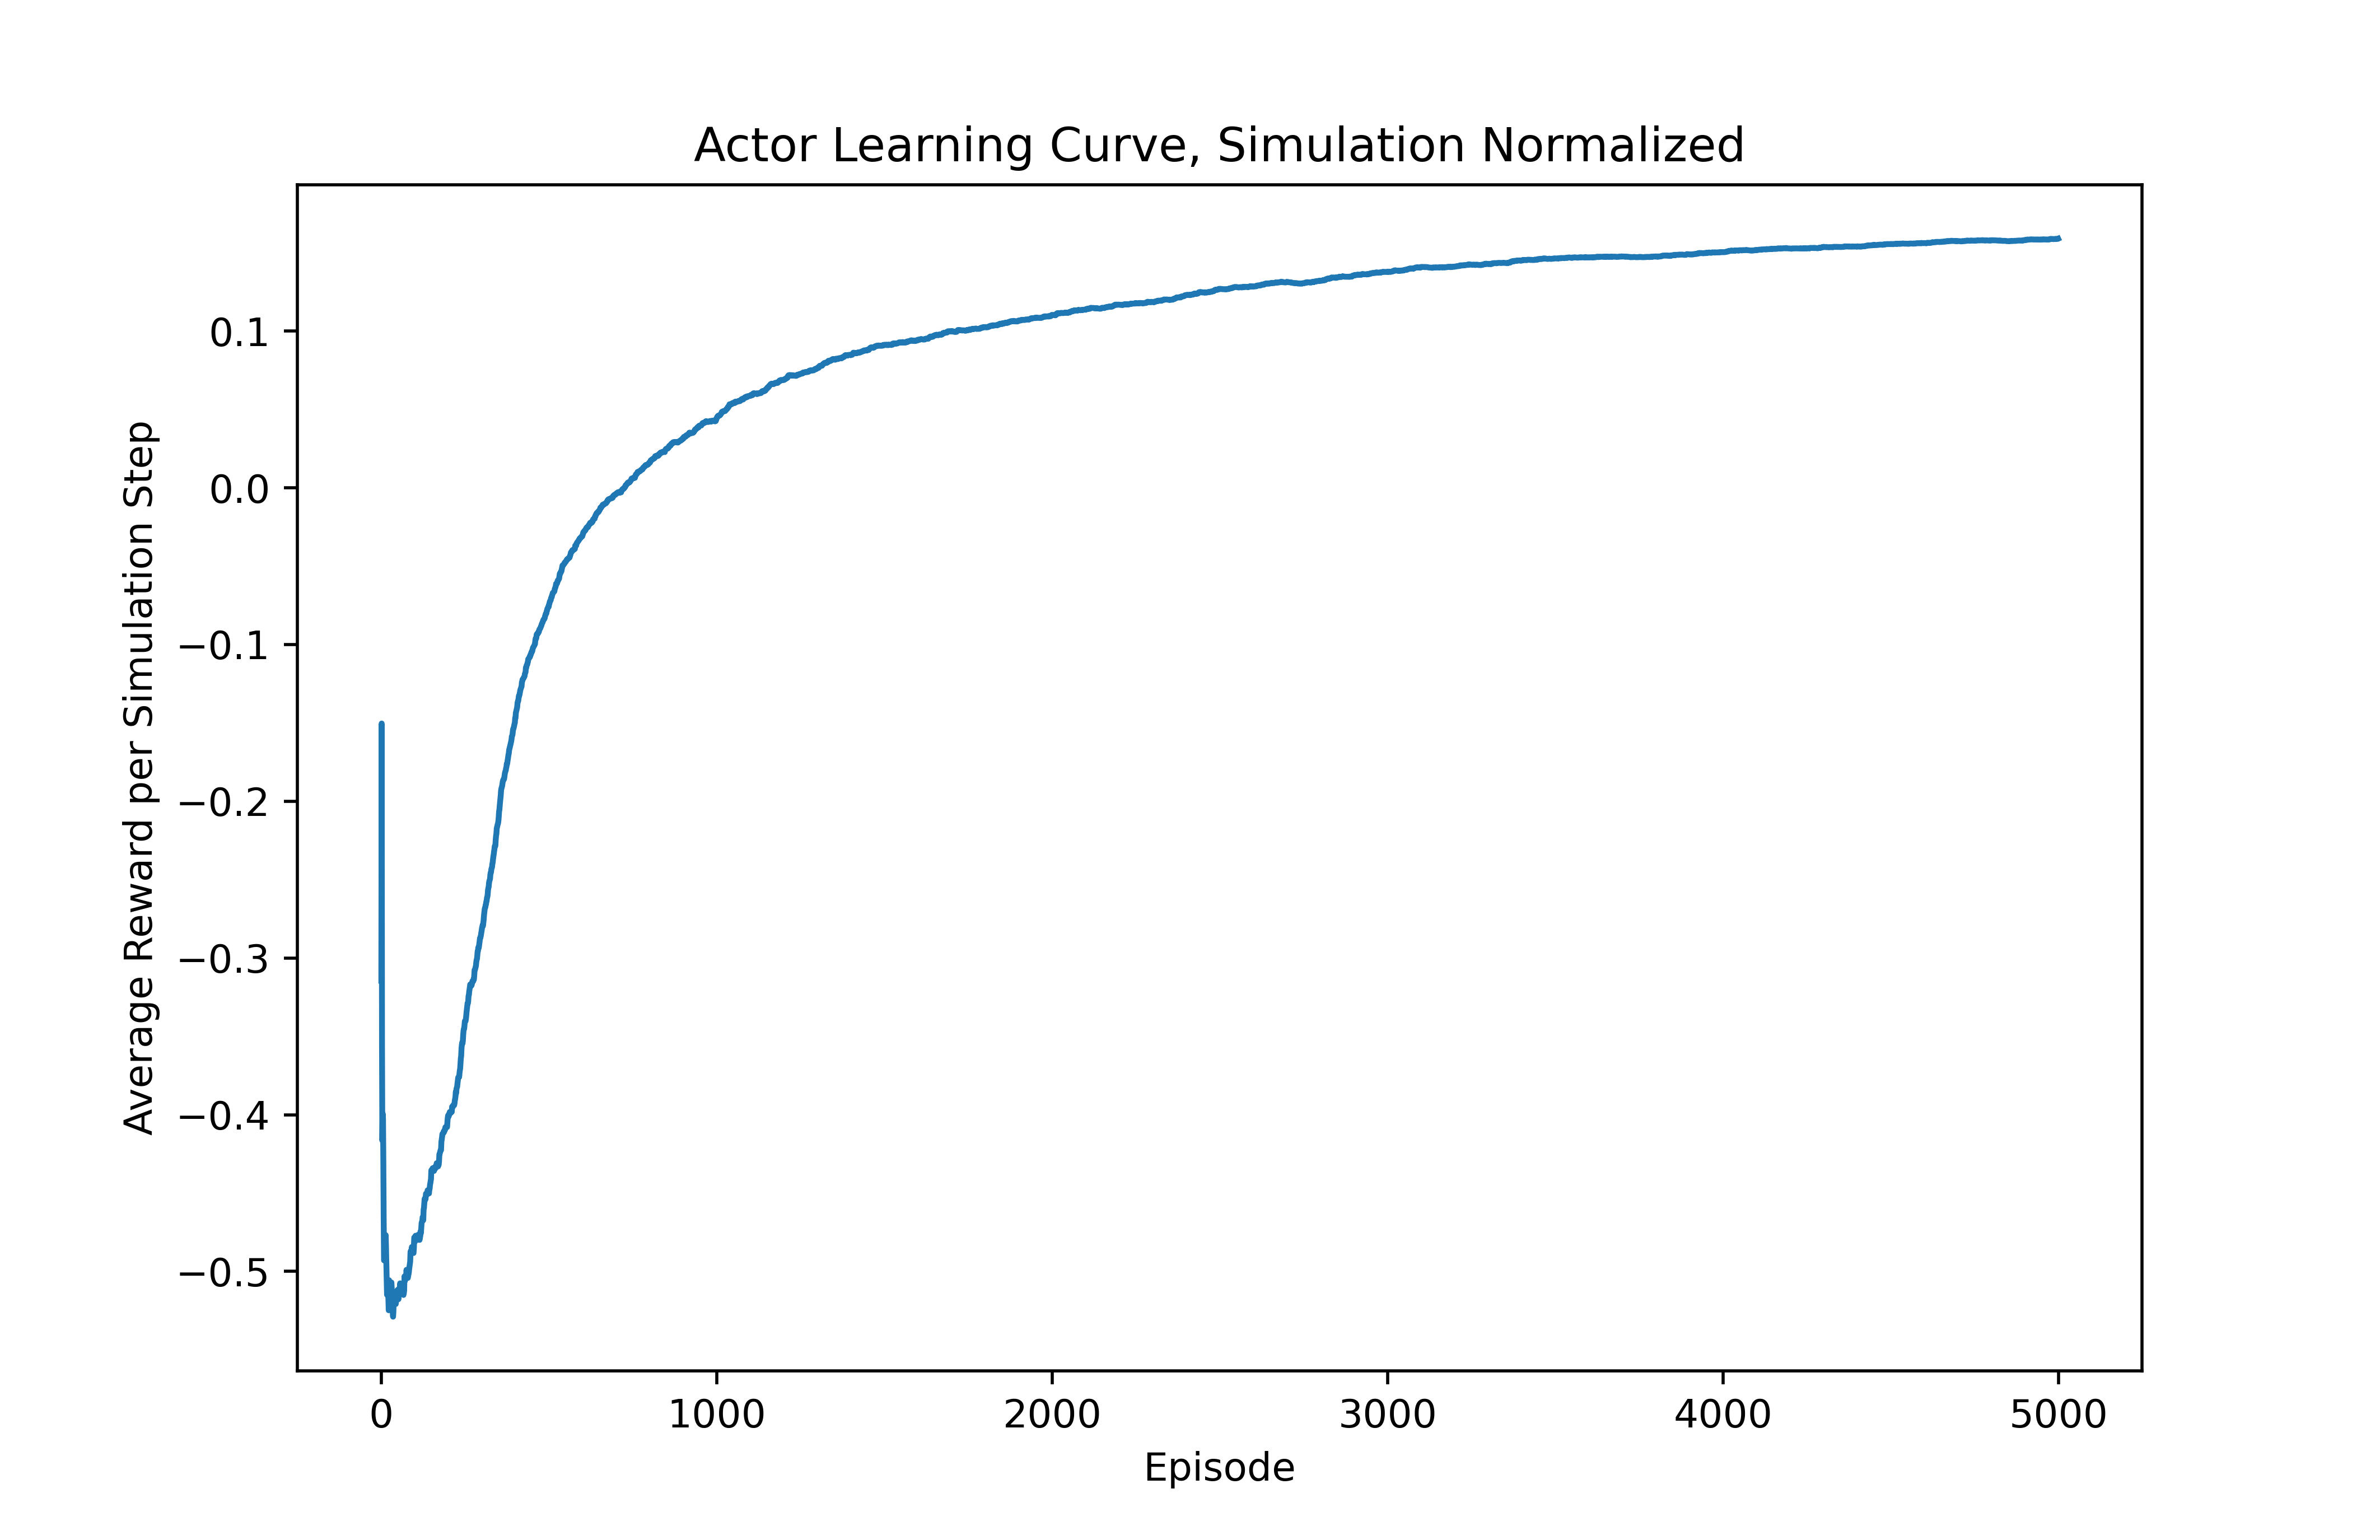 Actor Learning Curve, Simulation Normalized
Average Reward per Simulation Step
0.1
0.0
−0.1
−0.2
−0.3
−0.4
−0.5
0 1000 2000 3000 4000 5000
Episode